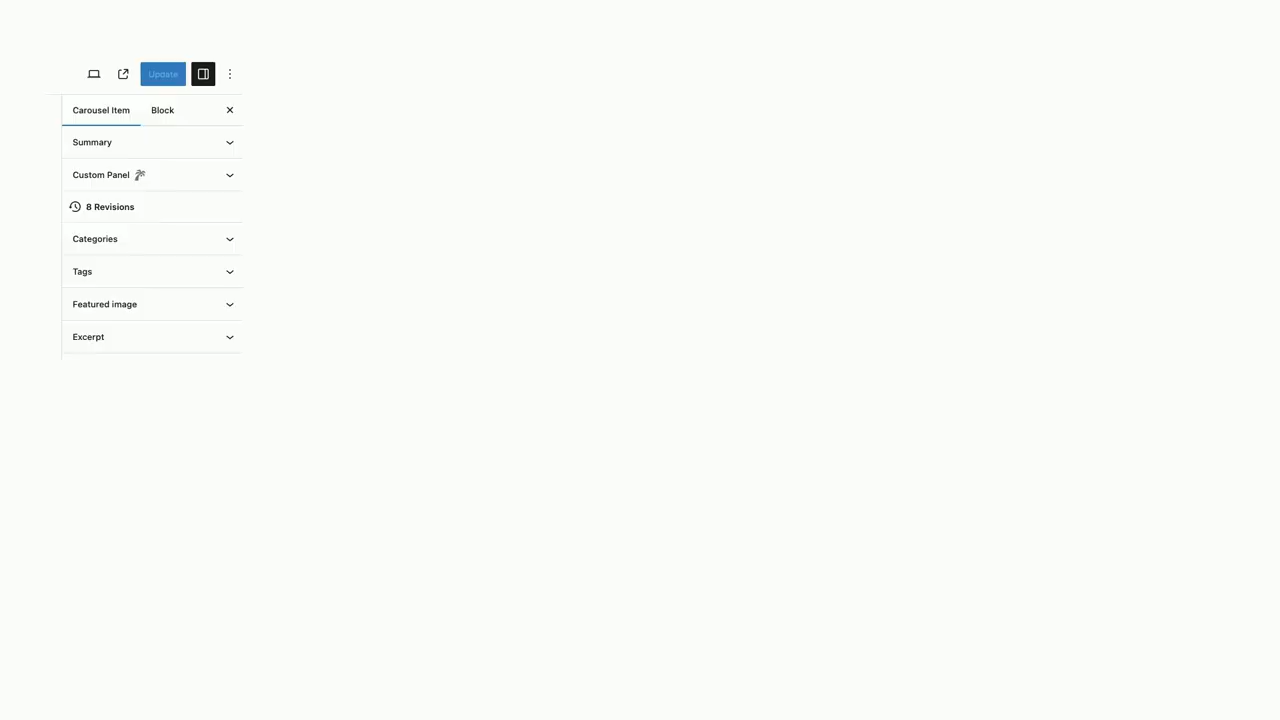 Update
Carousel Item Block
Summary
Custom Panel
8 Revisions
Categories
Tags
Featured image
Excerpt